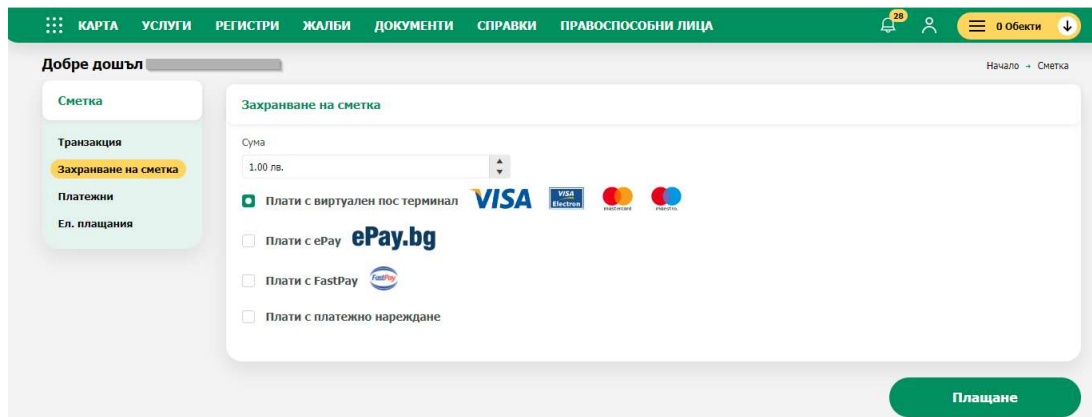 КАРТА УСЛУГИ РЕГИСТРИ ЖАЛБИ ДОКУМЕНТИ СПРАВКИ ПРАВОСПОСОБНИ ЛИЦА 28 0 Обекти
Добре дошъл
Начало → Сметка
Сметка
Транзакция
Захранване на сметка
Платежни
Ел. плащания
Захранване на сметка
Сума
1.00 лв.
Плати с виртуален пос терминал VISA VISA Electron mastercard maestro
Плати с ePay ePay.bg
Плати с FastPay FastPay
Плати с платежно нареждане
Плащане